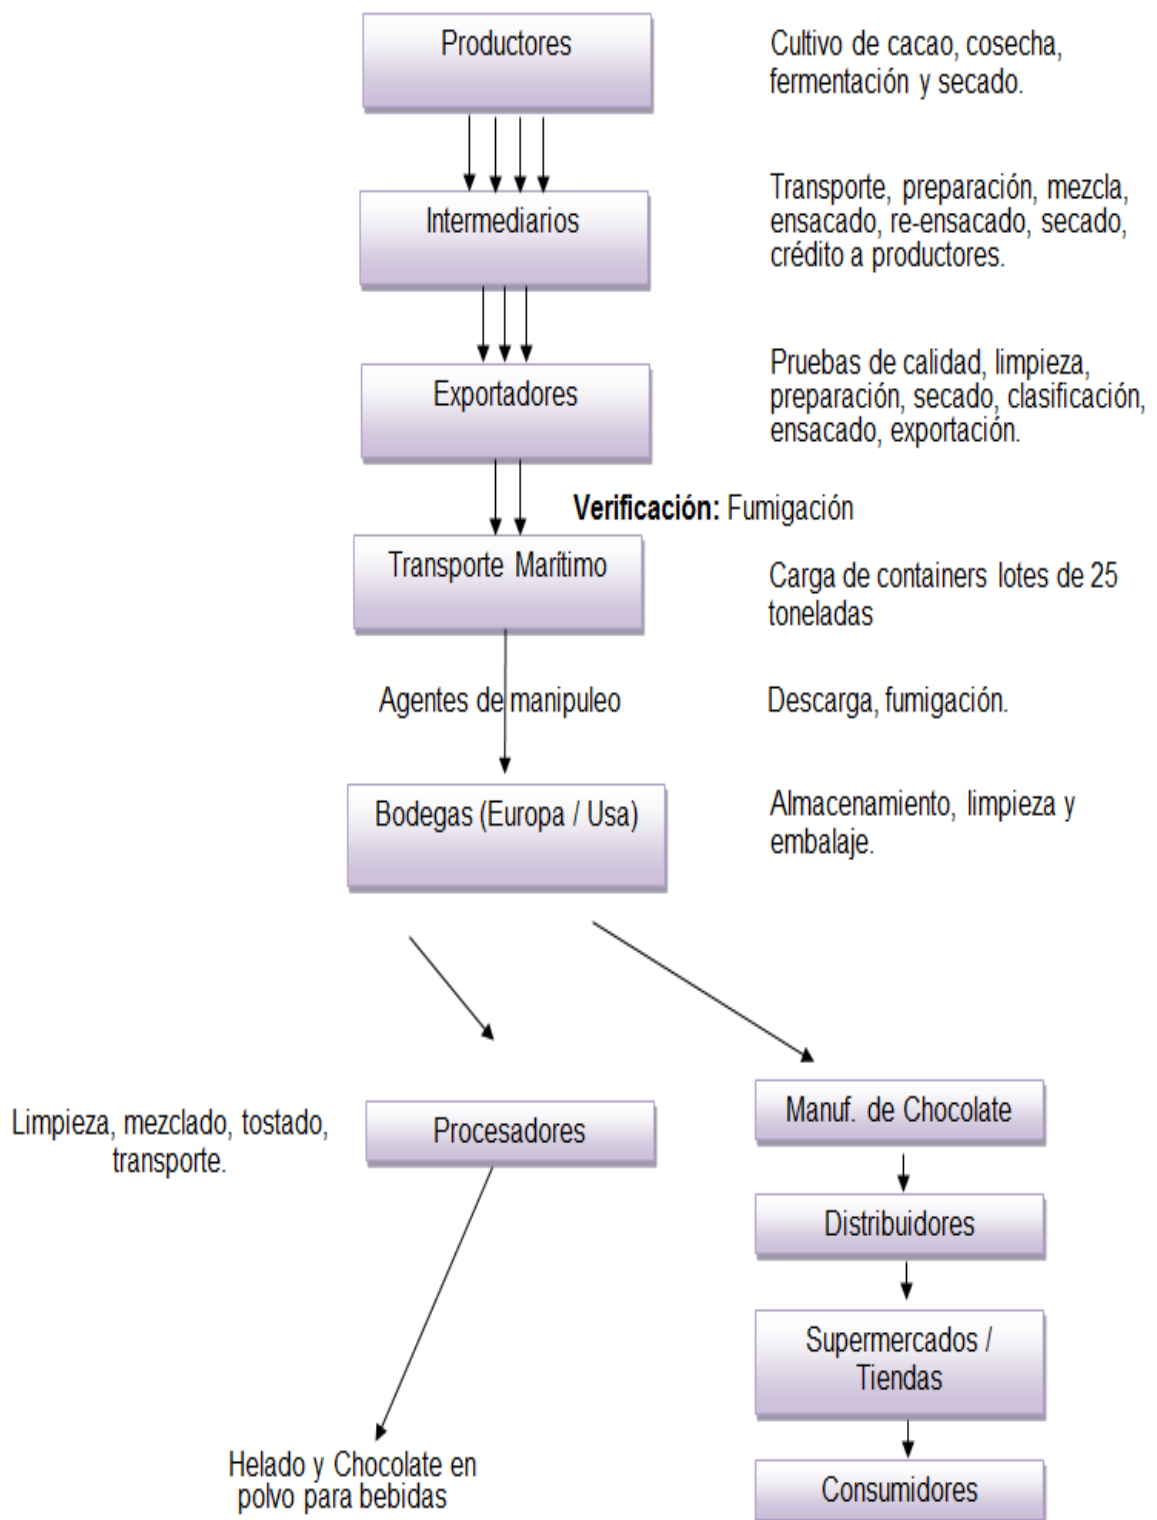 Productores
Cultivo de cacao, cosecha,
fermentación y secado.
Intermediarios
Transporte, preparación, mezcla,
ensacado, re-ensacado, secado,
crédito a productores.
Exportadores
Pruebas de calidad, limpieza,
preparación, secado, clasificación,
ensacado, exportación.
Verificación: Fumigación
Transporte Marítimo
Carga de containers lotes de 25
toneladas
Agentes de manipuleo
Descarga, fumigación.
Bodegas (Europa / Usa)
Almacenamiento, limpieza y
embalaje.
Limpieza, mezclado, tostado,
transporte.
Procesadores
Manuf. de Chocolate
Distribuidores
Supermercados /
Tiendas
Helado y Chocolate en
polvo para bebidas
Consumidores